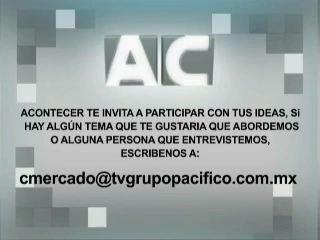 AC
ACONTECER TE INVITA A PARTICIPAR CON TUS IDEAS, Si
HAY ALGÚN TEMA QUE TE GUSTARIA QUE ABORDEMOS
O ALGUNA PERSONA QUE ENTREVISTEMOS,
ESCRIBENOS A:
cmercado@tvgrupopacifico.com.mx